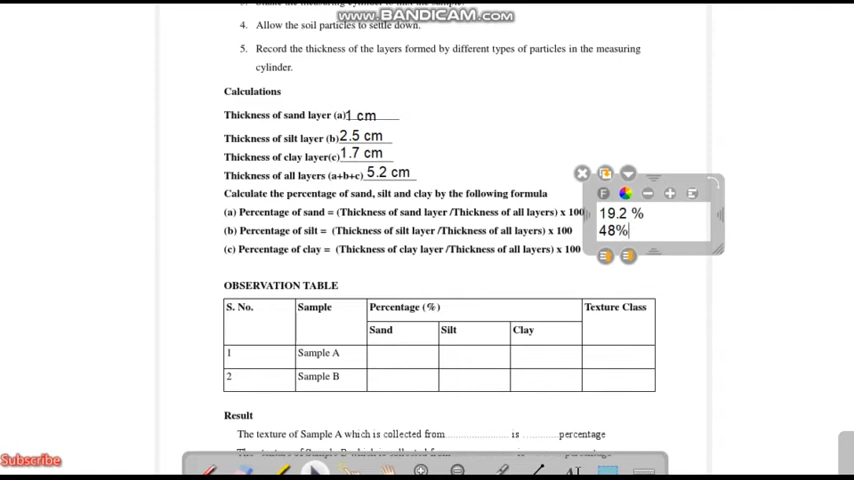 www.BANDICAM.com
4. Allow the soil particles to settle down.
5. Record the thickness of the layers formed by different types of particles in the measuring
cylinder.
Calculations
Thickness of sand layer (a) 1 cm
Thickness of silt layer (b) 2.5 cm
Thickness of clay layer(c) 1.7 cm
Thickness of all layers (a+b+c) 5.2 cm
Calculate the percentage of sand, silt and clay by the following formula
(a) Percentage of sand = (Thickness of sand layer /Thickness of all layers) x 100 19.2 %
(b) Percentage of silt = (Thickness of silt layer /Thickness of all layers) x 100 48%
(c) Percentage of clay = (Thickness of clay layer /Thickness of all layers) x 100
OBSERVATION TABLE
S. No. Sample Percentage (%) Texture Class
Sand Silt Clay
1 Sample A
2 Sample B
Result
The texture of Sample A which is collected from........................ is .............percentage
Subscribe